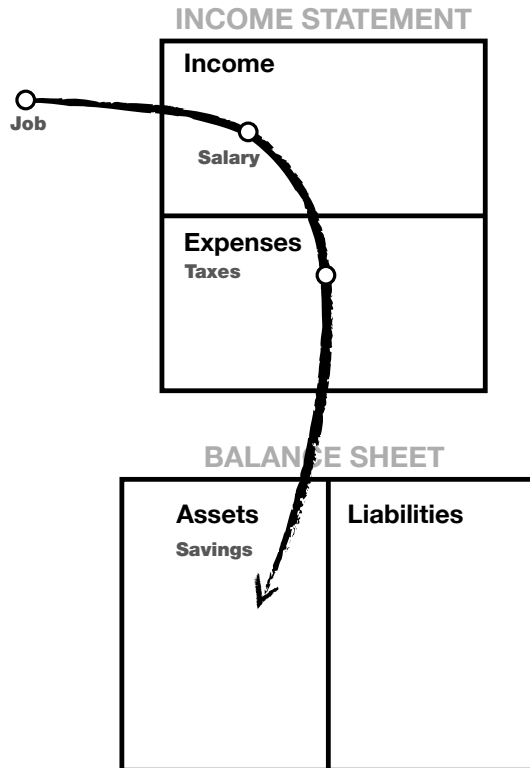 INCOME STATEMENT
Income
Job
Salary
Expenses
Taxes
BALANCE SHEET
Assets
Liabilities
Savings